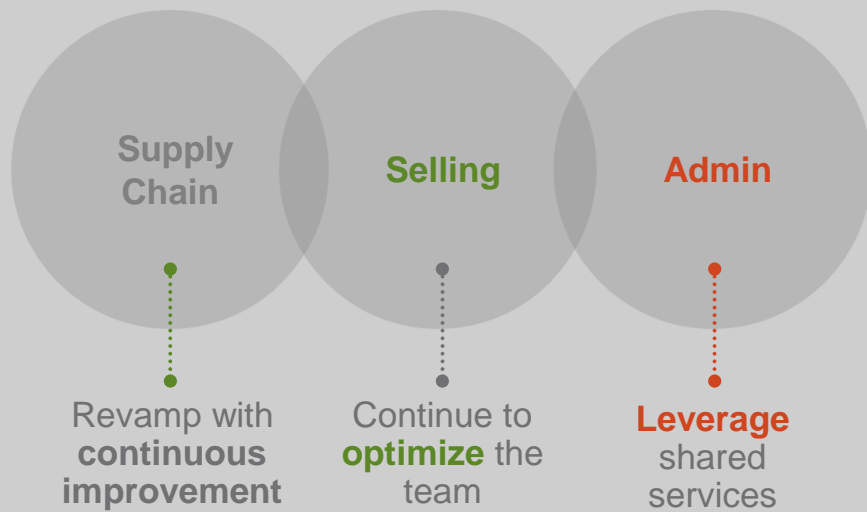 Supply
Chain
Selling
Admin
Revamp with
continuous
improvement
Continue to
optimize the
team
Leverage
shared
services